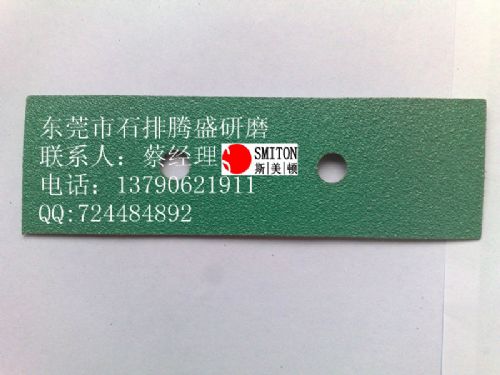 东莞市石排腾盛研磨
联系人：蔡经理
SMITON
斯美顿
电话：13790621911
QQ:724484892